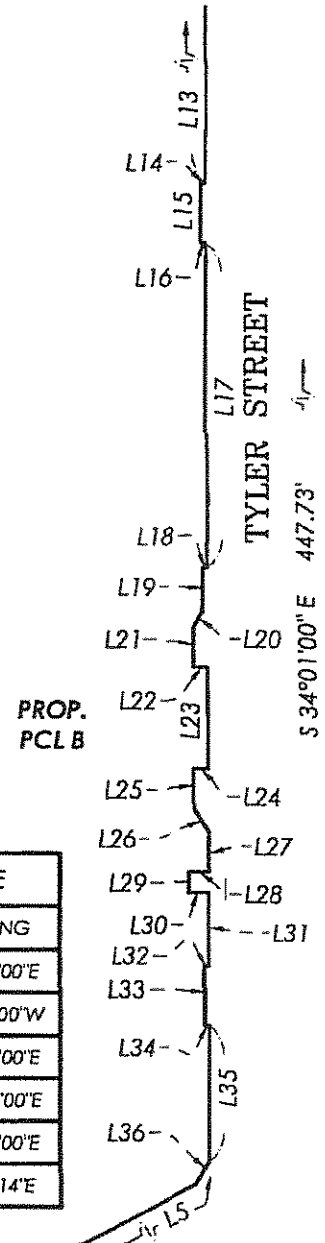 L13
L14
L15
L16
L17
TYLER STREET
S 34°01'00" E 447.73'
L18
L19
L20
L21
L22
L23
PROP.
PCL B
L24
L25
L26
L27
L28
L29
L30
L31
L32
L33
L34
L35
L36
L5
E
NG
'00"E
00"W
'00"E
'00"E
'00"E
14"E